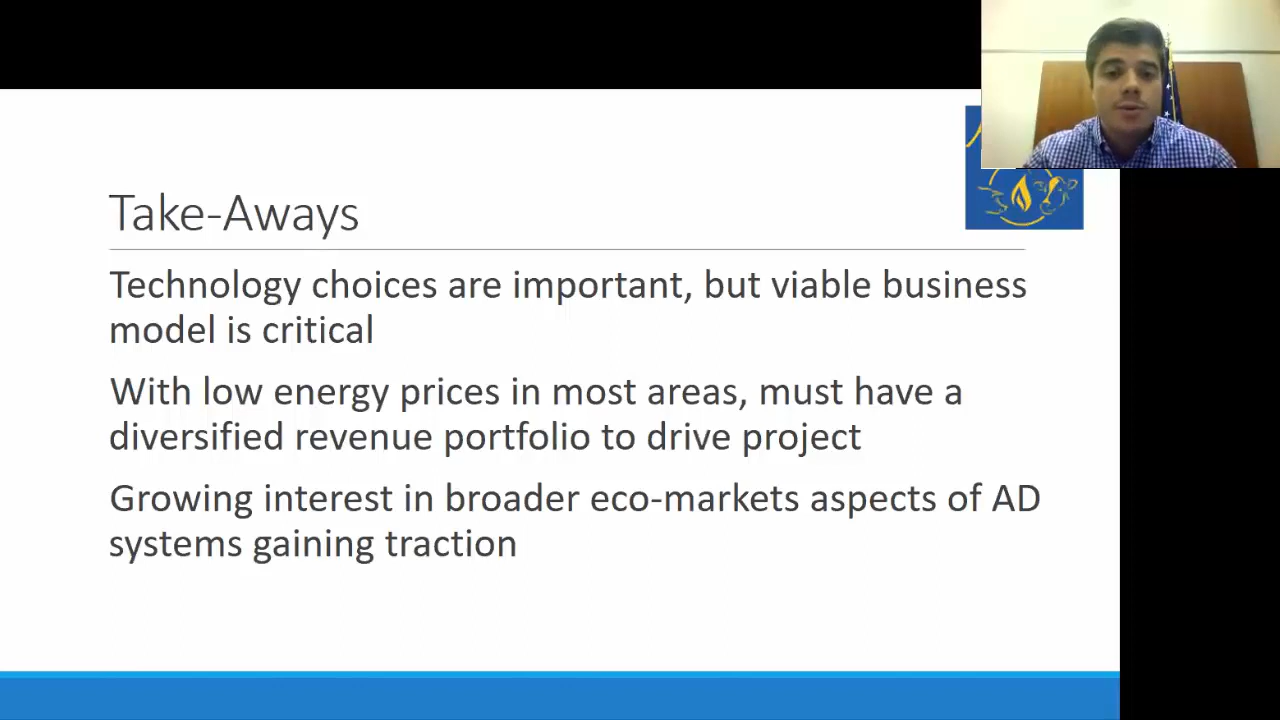 Take-Aways
Technology choices are important, but viable business
model is critical
With low energy prices in most areas, must have a
diversified revenue portfolio to drive project
Growing interest in broader eco-markets aspects of AD
systems gaining traction